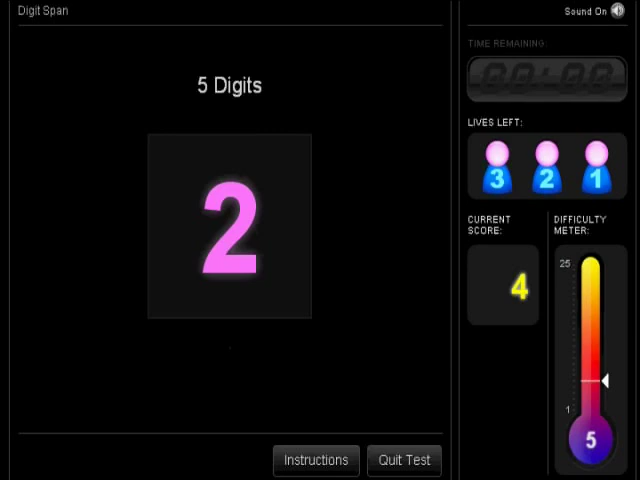 Digit Span
Sound On
TIME REMAINING:
00:00
5 Digits
2
LIVES LEFT:
3 2 1
CURRENT SCORE:
4
DIFFICULTY METER:
25
1
5
Instructions
Quit Test